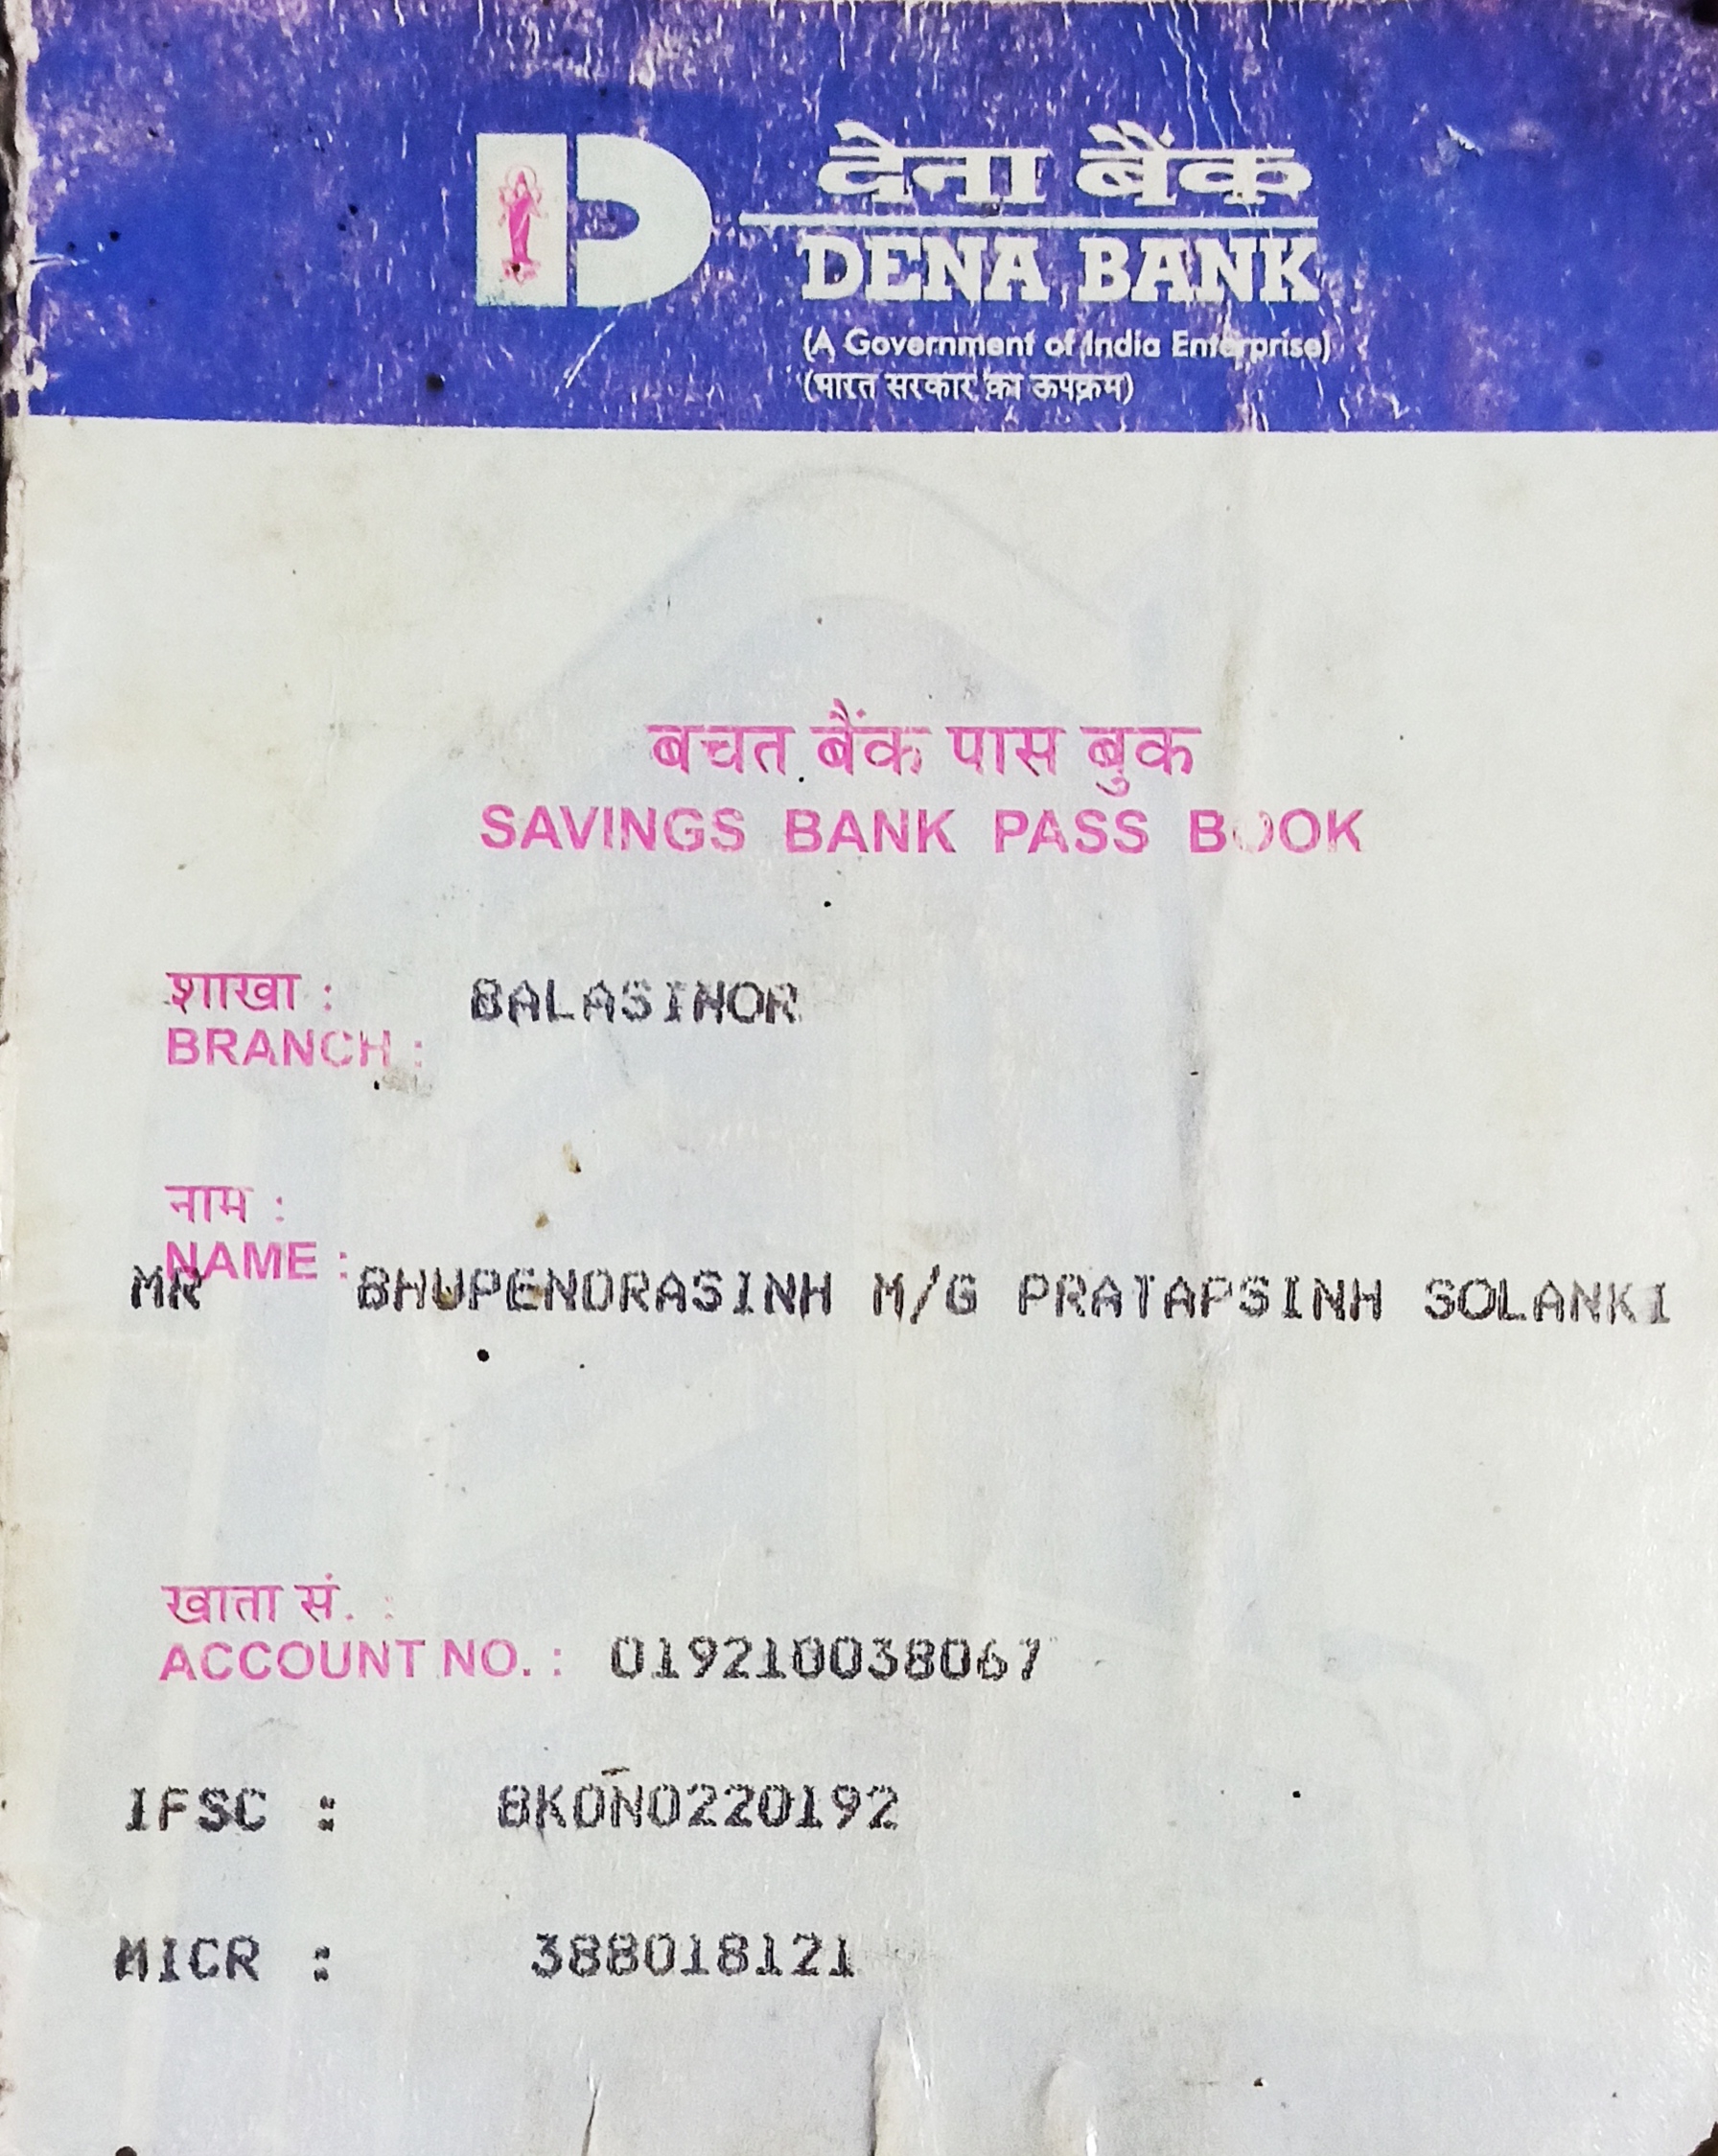 देना बैंक
DENA BANK
(A Government of India Enterprise)
(भारत सरकार का ऊपक्रम)
बचत बैंक पास बुक
SAVINGS BANK PASS BOOK
शाखा : BALASINOR
BRANCH :
नाम :
NAME :
MR BHUPENDRASINH M/G PRATAPSINH SOLANKI
खाता सं. :
ACCOUNT NO. : 019210038067
IFSC : BKDN0220192
MICR : 388018121